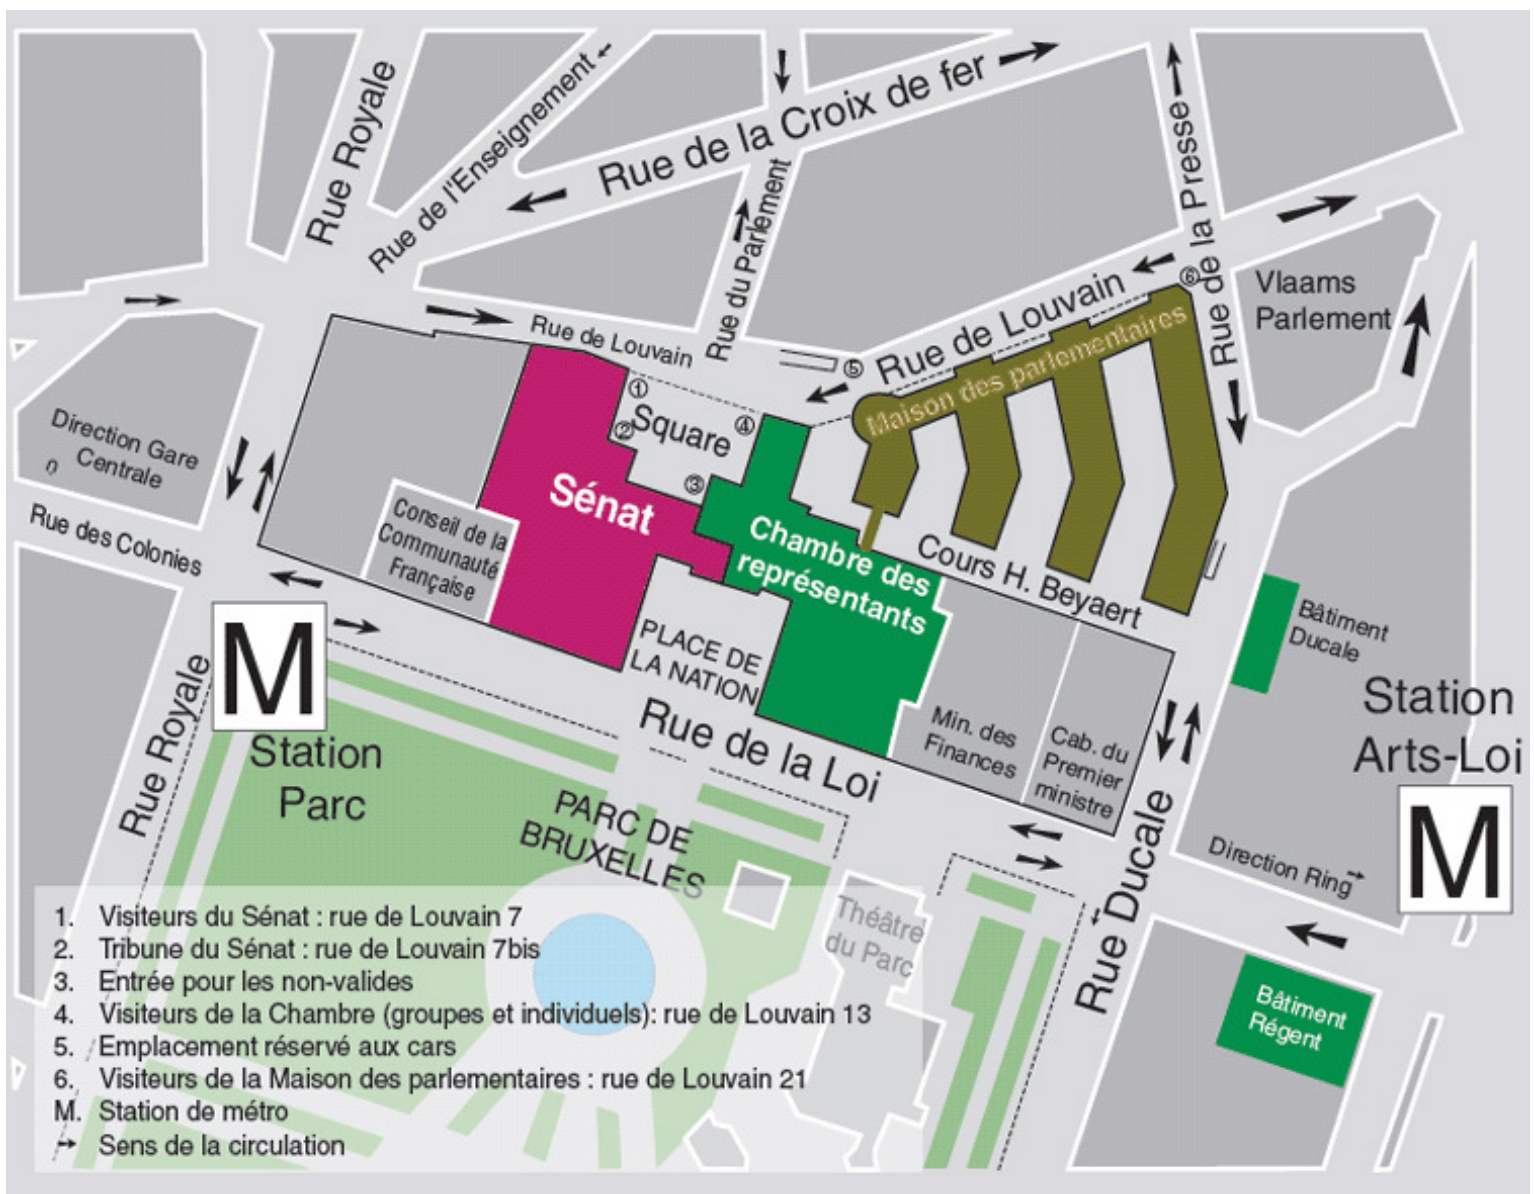 Rue Royale
Rue de l'Enseignement
Rue de la Croix de fer
Rue de la Presse
Rue du Parlement
Rue de Louvain
Rue de Louvain
Vlaams
Parlement
Maison des parlementaires
6
5
1
Square
4
2
3
Direction Gare
Centrale
Rue des Colonies
Sénat
Conseil de la
Communauté
Française
Chambre des
représentants
Cours H. Beyaert
Bâtiment
Ducale
PLACE DE
LA NATION
M
Station
Parc
Rue Royale
Rue de la Loi
Min. des
Finances
Cab. du
Premier
ministre
Station
Arts-Loi
M
PARC DE
BRUXELLES
Rue Ducale
Direction Ring
Théâtre
du Parc
Bâtiment
Régent
1. Visiteurs du Sénat : rue de Louvain 7
2. Tribune du Sénat : rue de Louvain 7bis
3. Entrée pour les non-valides
4. Visiteurs de la Chambre (groupes et individuels): rue de Louvain 13
5. Emplacement réservé aux cars
6. Visiteurs de la Maison des parlementaires : rue de Louvain 21
M. Station de métro
→ Sens de la circulation